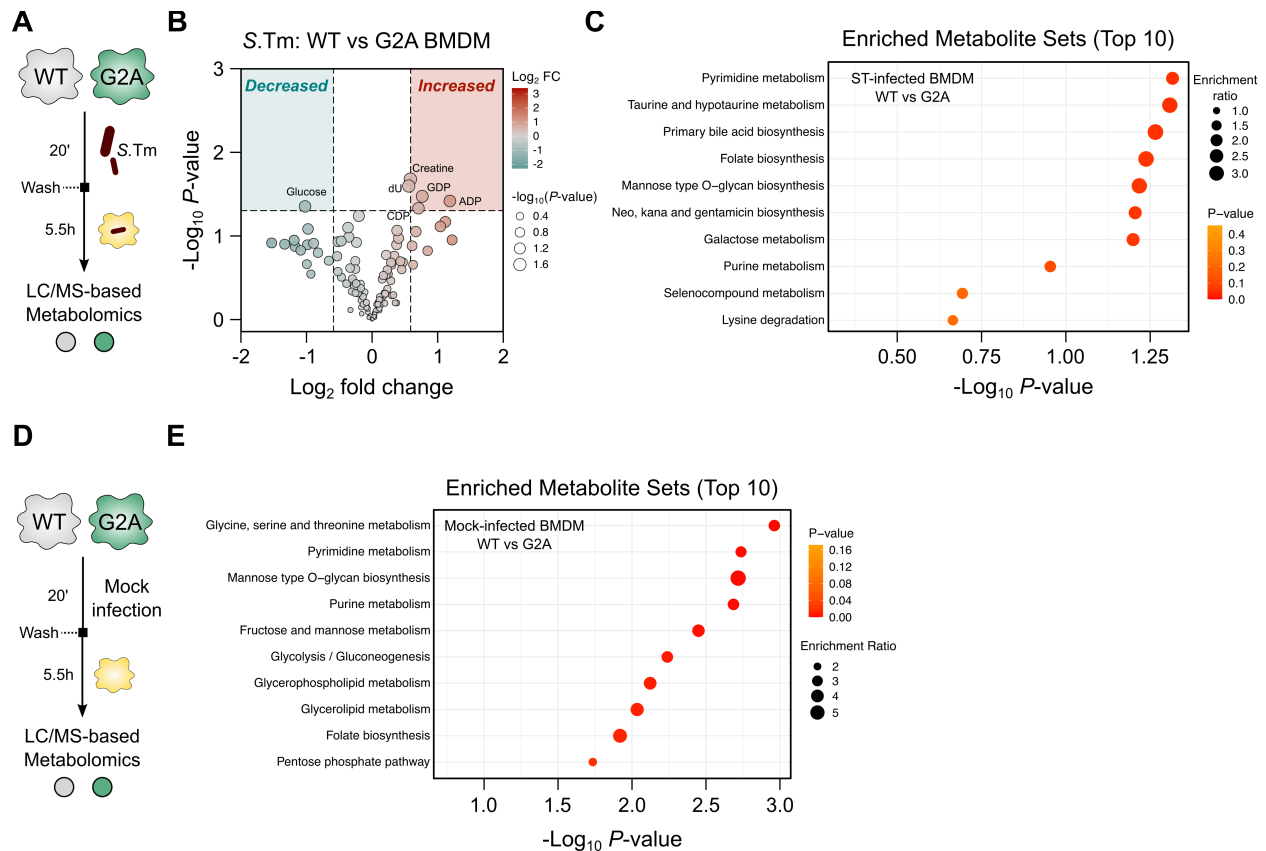 A
WT
G2A
20'
S.Tm
Wash
5.5h
LC/MS-based
Metabolomics
B
S.Tm: WT vs G2A BMDM
-Log10 P-value
3
2
1
0
Decreased
Increased
Creatine
dU
GDP
ADP
CDP
Glucose
-2
-1
0
1
2
Log2 fold change
Log2 FC
3
2
1
0
-1
-2
-log10(P-value)
0.4
0.8
1.2
1.6
C
Enriched Metabolite Sets (Top 10)
ST-infected BMDM
WT vs G2A
Pyrimidine metabolism
Taurine and hypotaurine metabolism
Primary bile acid biosynthesis
Folate biosynthesis
Mannose type O−glycan biosynthesis
Neo, kana and gentamicin biosynthesis
Galactose metabolism
Purine metabolism
Selenocompound metabolism
Lysine degradation
0.50
0.75
1.00
1.25
-Log10 P-value
Enrichment
ratio
1.0
1.5
2.0
2.5
3.0
P−value
0.4
0.3
0.2
0.1
0.0
D
WT
G2A
20'
Mock
infection
Wash
5.5h
LC/MS-based
Metabolomics
E
Enriched Metabolite Sets (Top 10)
Mock-infected BMDM
WT vs G2A
Glycine, serine and threonine metabolism
Pyrimidine metabolism
Mannose type O−glycan biosynthesis
Purine metabolism
Fructose and mannose metabolism
Glycolysis / Gluconeogenesis
Glycerophospholipid metabolism
Glycerolipid metabolism
Folate biosynthesis
Pentose phosphate pathway
1.0
1.5
2.0
2.5
3.0
-Log10 P-value
P−value
0.16
0.12
0.08
0.04
0.00
Enrichment Ratio
2
3
4
5